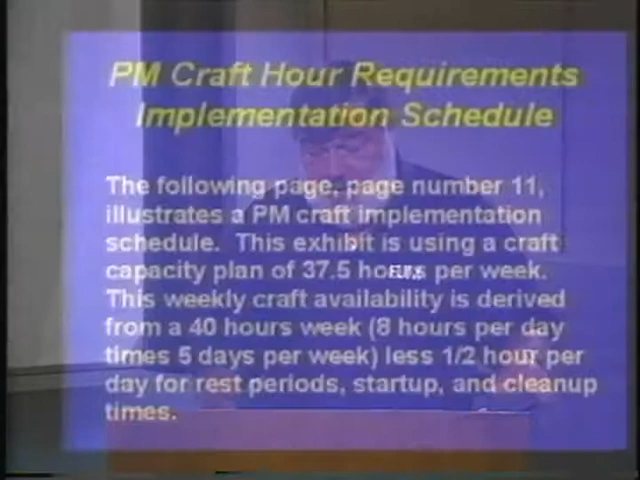 PM Craft Hour Requirements
Implementation Schedule
The following page, page number 11,
illustrates a PM craft implementation
schedule. This exhibit is using a craft
capacity plan of 37.5 hours per week.
This weekly craft availability is derived
from a 40 hours week (8 hours per day
times 5 days per week) less 1/2 hour per
day for rest periods, startup, and cleanup
times.